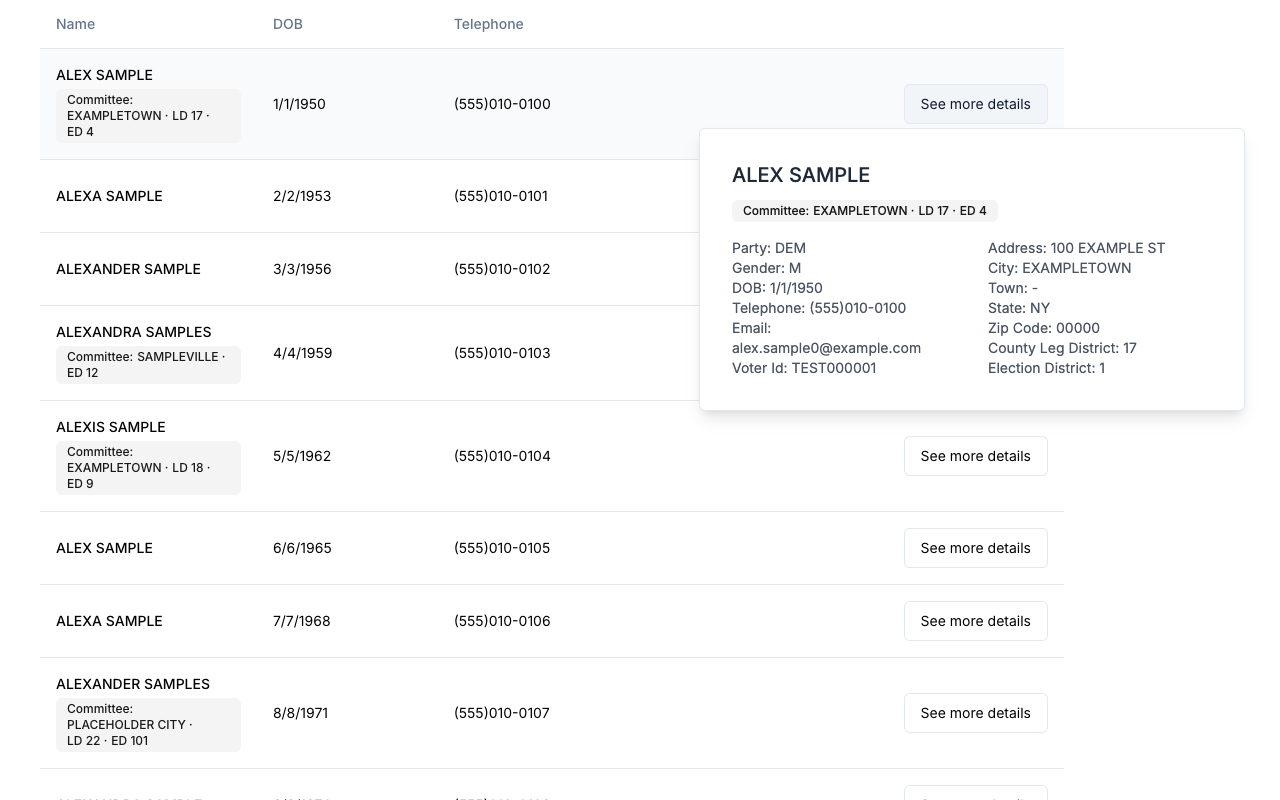 Name DOB Telephone
ALEX SAMPLE
Committee:
EXAMPLETOWN · LD 17 ·
ED 4
1/1/1950
(555)010-0100
See more details
ALEX SAMPLE
Committee: EXAMPLETOWN · LD 17 · ED 4
Party: DEM
Gender: M
DOB: 1/1/1950
Telephone: (555)010-0100
Email:
alex.sample0@example.com
Voter Id: TEST000001
Address: 100 EXAMPLE ST
City: EXAMPLETOWN
Town: -
State: NY
Zip Code: 00000
County Leg District: 17
Election District: 1
ALEXA SAMPLE
2/2/1953
(555)010-0101
ALEXANDER SAMPLE
3/3/1956
(555)010-0102
ALEXANDRA SAMPLES
Committee: SAMPLEVILLE ·
ED 12
4/4/1959
(555)010-0103
ALEXIS SAMPLE
Committee:
EXAMPLETOWN · LD 18 ·
ED 9
5/5/1962
(555)010-0104
See more details
ALEX SAMPLE
6/6/1965
(555)010-0105
See more details
ALEXA SAMPLE
7/7/1968
(555)010-0106
See more details
ALEXANDER SAMPLES
Committee:
PLACEHOLDER CITY ·
LD 22 · ED 101
8/8/1971
(555)010-0107
See more details